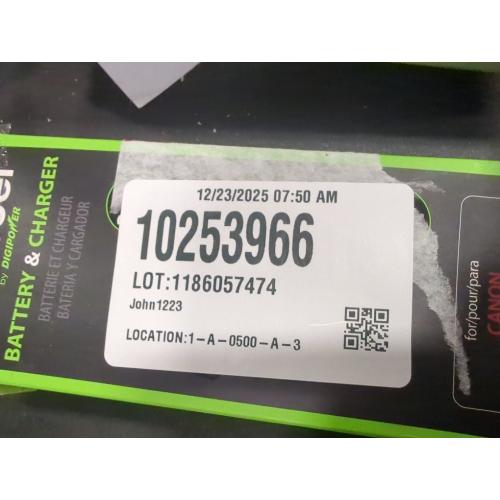 12/23/2025 07:50 AM
10253966
LOT:1186057474
John1223
LOCATION:1-A-0500-A-3
by DIGIPOWER
BATTERY & CHARGER
BATTERIE ET CHARGEUR
BATERIA Y CARGADOR
for/pour/para
CANON